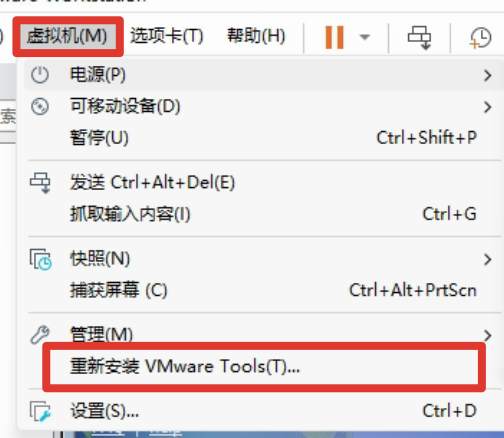 虚拟机(M) 选项卡(T) 帮助(H)
电源(P)
可移动设备(D)
暂停(U) Ctrl+Shift+P
发送 Ctrl+Alt+Del(E)
抓取输入内容(I) Ctrl+G
快照(N)
捕获屏幕 (C) Ctrl+Alt+PrtScn
管理(M)
重新安装 VMware Tools(T)...
设置(S)... Ctrl+D